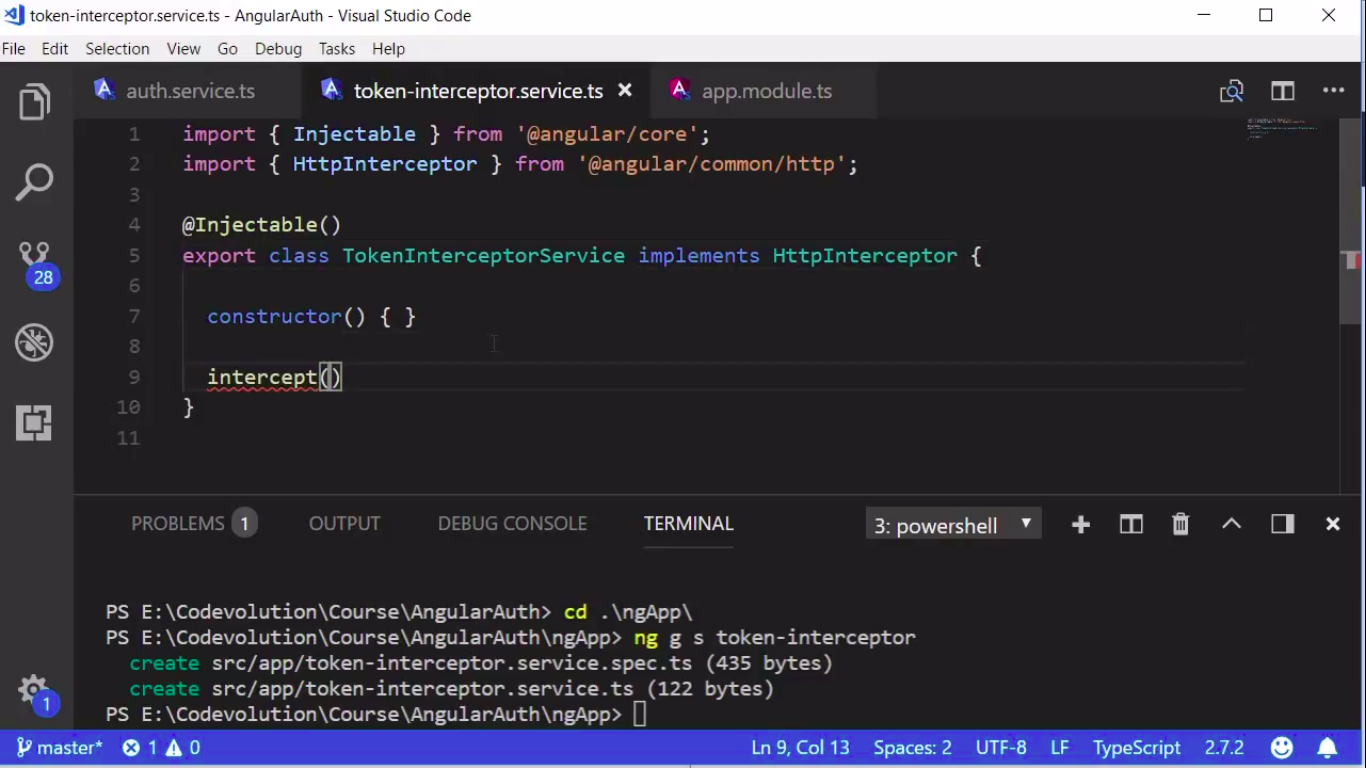 token-interceptor.service.ts - AngularAuth - Visual Studio Code
File Edit Selection View Go Debug Tasks Help
auth.service.ts token-interceptor.service.ts app.module.ts
1 import { Injectable } from '@angular/core';
2 import { HttpInterceptor } from '@angular/common/http';
3
4 @Injectable()
5 export class TokenInterceptorService implements HttpInterceptor {
6
7 constructor() { }
8
9 intercept()
10 }
11
28
PROBLEMS 1 OUTPUT DEBUG CONSOLE TERMINAL 3: powershell
PS E:\Codevolution\Course\AngularAuth> cd .\ngApp\
PS E:\Codevolution\Course\AngularAuth\ngApp> ng g s token-interceptor
create src/app/token-interceptor.service.spec.ts (435 bytes)
create src/app/token-interceptor.service.ts (122 bytes)
PS E:\Codevolution\Course\AngularAuth\ngApp>
1
master* 1 0 Ln 9, Col 13 Spaces: 2 UTF-8 LF TypeScript 2.7.2